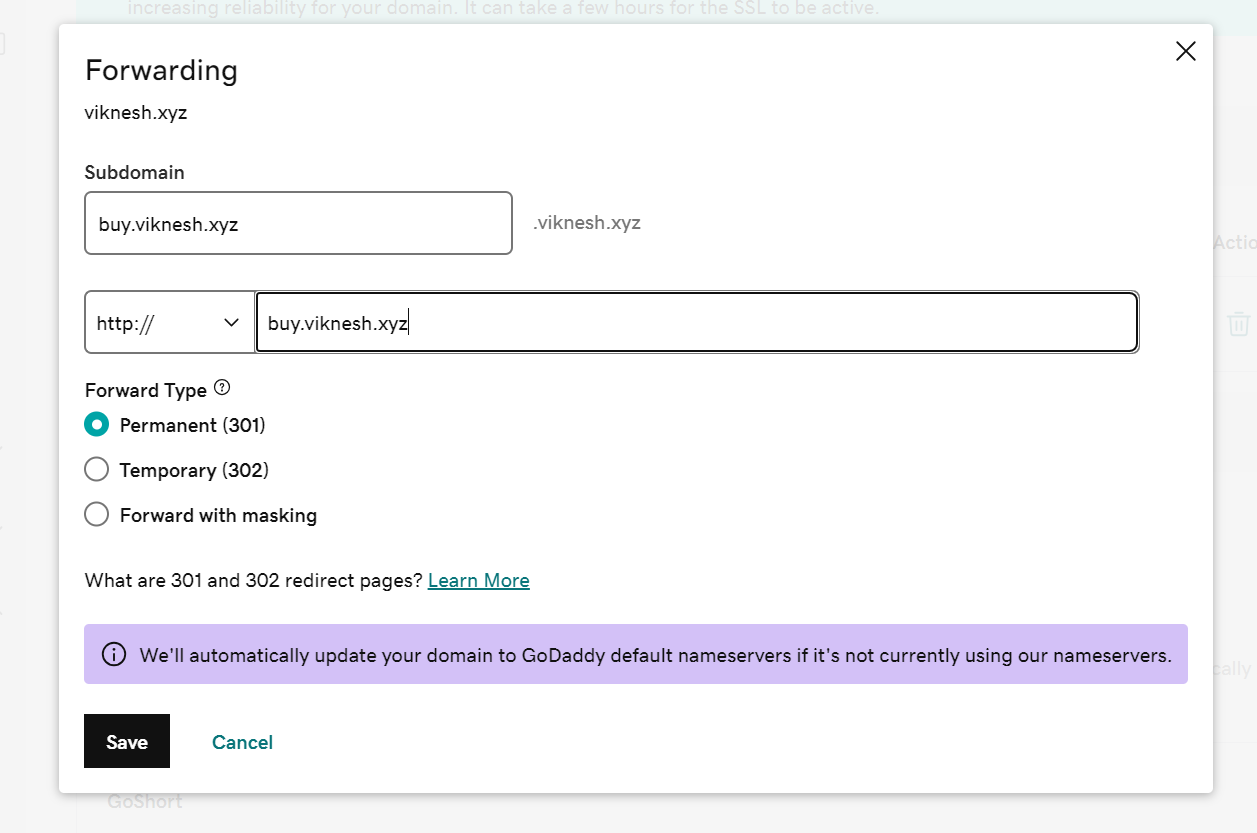 increasing reliability for your domain. It can take a few hours for the SSL to be active.
Forwarding
viknesh.xyz
Subdomain
buy.viknesh.xyz .viknesh.xyz
Actio
http:// buy.viknesh.xyz
Forward Type ?
Permanent (301)
Temporary (302)
Forward with masking
What are 301 and 302 redirect pages? Learn More
We'll automatically update your domain to GoDaddy default nameservers if it's not currently using our nameservers.
cally
Save Cancel
GoShort